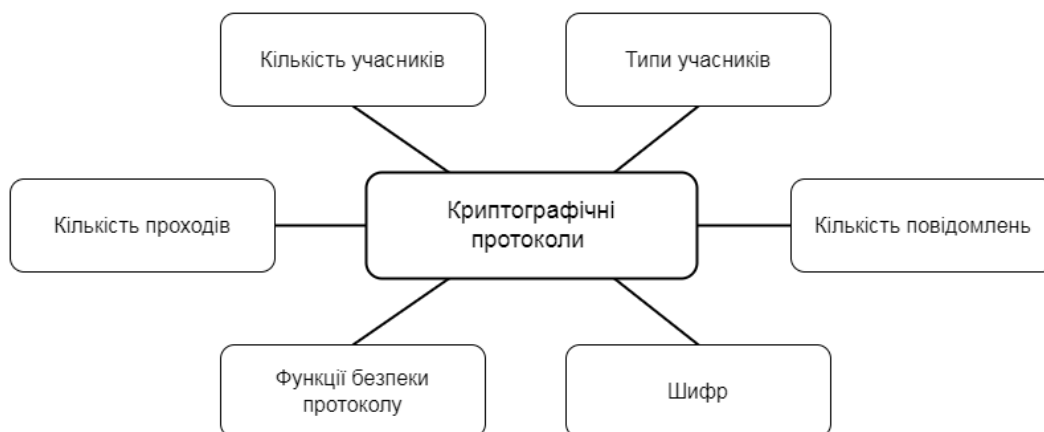 Кількість учасників
Типи учасників
Кількість проходів
Криптографічні
протоколи
Кількість повідомлень
Функції безпеки
протоколу
Шифр